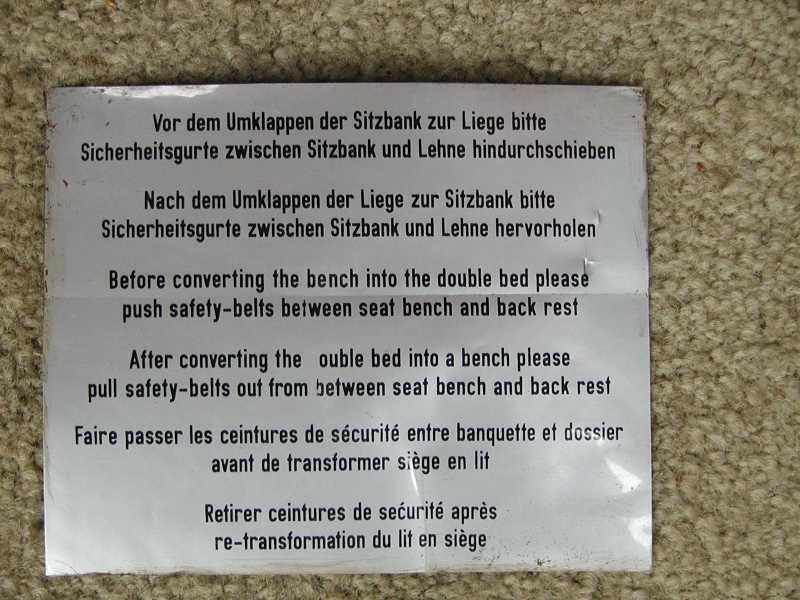 Vor dem Umklappen der Sitzbank zur Liege bitte
Sicherheitsgurte zwischen Sitzbank und Lehne hindurchschieben
Nach dem Umklappen der Liege zur Sitzbank bitte
Sicherheitsgurte zwischen Sitzbank und Lehne hervorholen
Before converting the bench into the double bed please
push safety-belts between seat bench and back rest
After converting the ouble bed into a bench please
pull safety-belts out from between seat bench and back rest
Faire passer les ceintures de sécurité entre banquette et dossier
avant de transformer siège en lit
Retirer ceintures de sećurité après
re-transformation du lit en siège